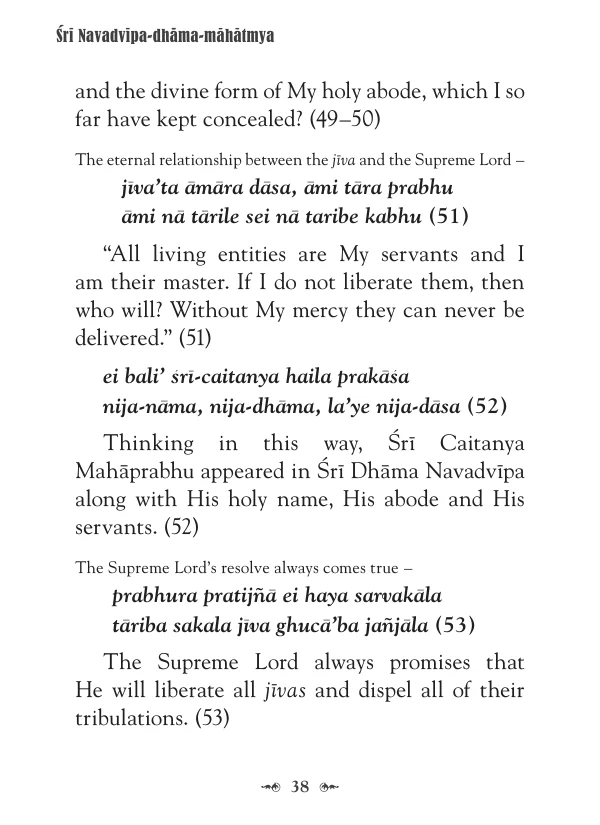 Śrī Navadvīpa-dhāma-māhātmya
and the divine form of My holy abode, which I so
far have kept concealed? (49–50)
The eternal relationship between the jīva and the Supreme Lord –
jīva’ta āmāra dāsa, āmi tāra prabhu
āmi nā tārile sei nā taribe kabhu (51)
“All living entities are My servants and I
am their master. If I do not liberate them, then
who will? Without My mercy they can never be
delivered.” (51)
ei bali’ śrī-caitanya haila prakāśa
nija-nāma, nija-dhāma, la’ye nija-dāsa (52)
Thinking in this way, Śrī Caitanya
Mahāprabhu appeared in Śrī Dhāma Navadvīpa
along with His holy name, His abode and His
servants. (52)
The Supreme Lord’s resolve always comes true –
prabhura pratijñā ei haya sarvakāla
tāriba sakala jīva ghucā’ba jañjāla (53)
The Supreme Lord always promises that
He will liberate all jīvas and dispel all of their
tribulations. (53)
38